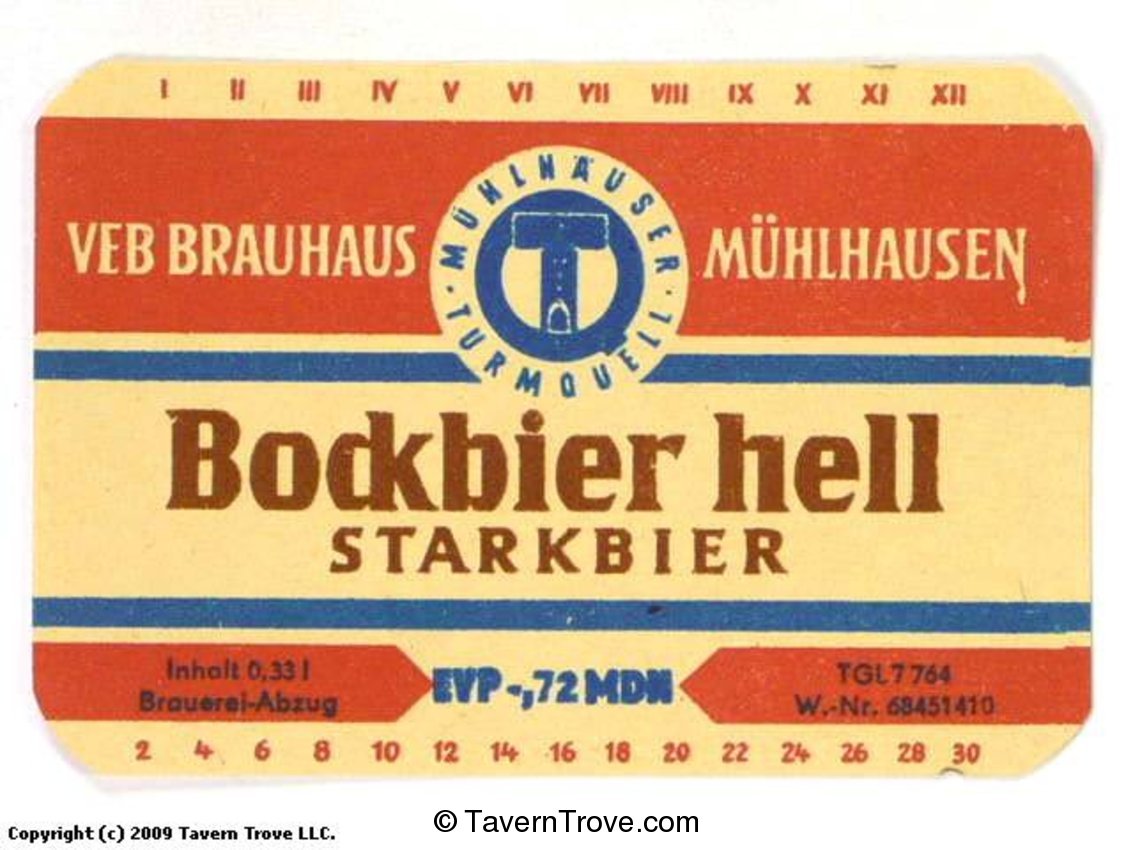 I II III IV V VI VII VIII IX X XI XII
VEB BRAUHAUS MÜHLHAUSEN
MÜHLHÄUSER
· TURMQUELL ·
T
Bockbier hell
STARKBIER
Inhalt 0,33 l
Brauerei-Abzug
EVP -,72 MDN
TGL 7 764
W.-Nr. 68451410
2 4 6 8 10 12 14 16 18 20 22 24 26 28 30
© TavernTrove.com
Copyright (c) 2009 Tavern Trove LLC.